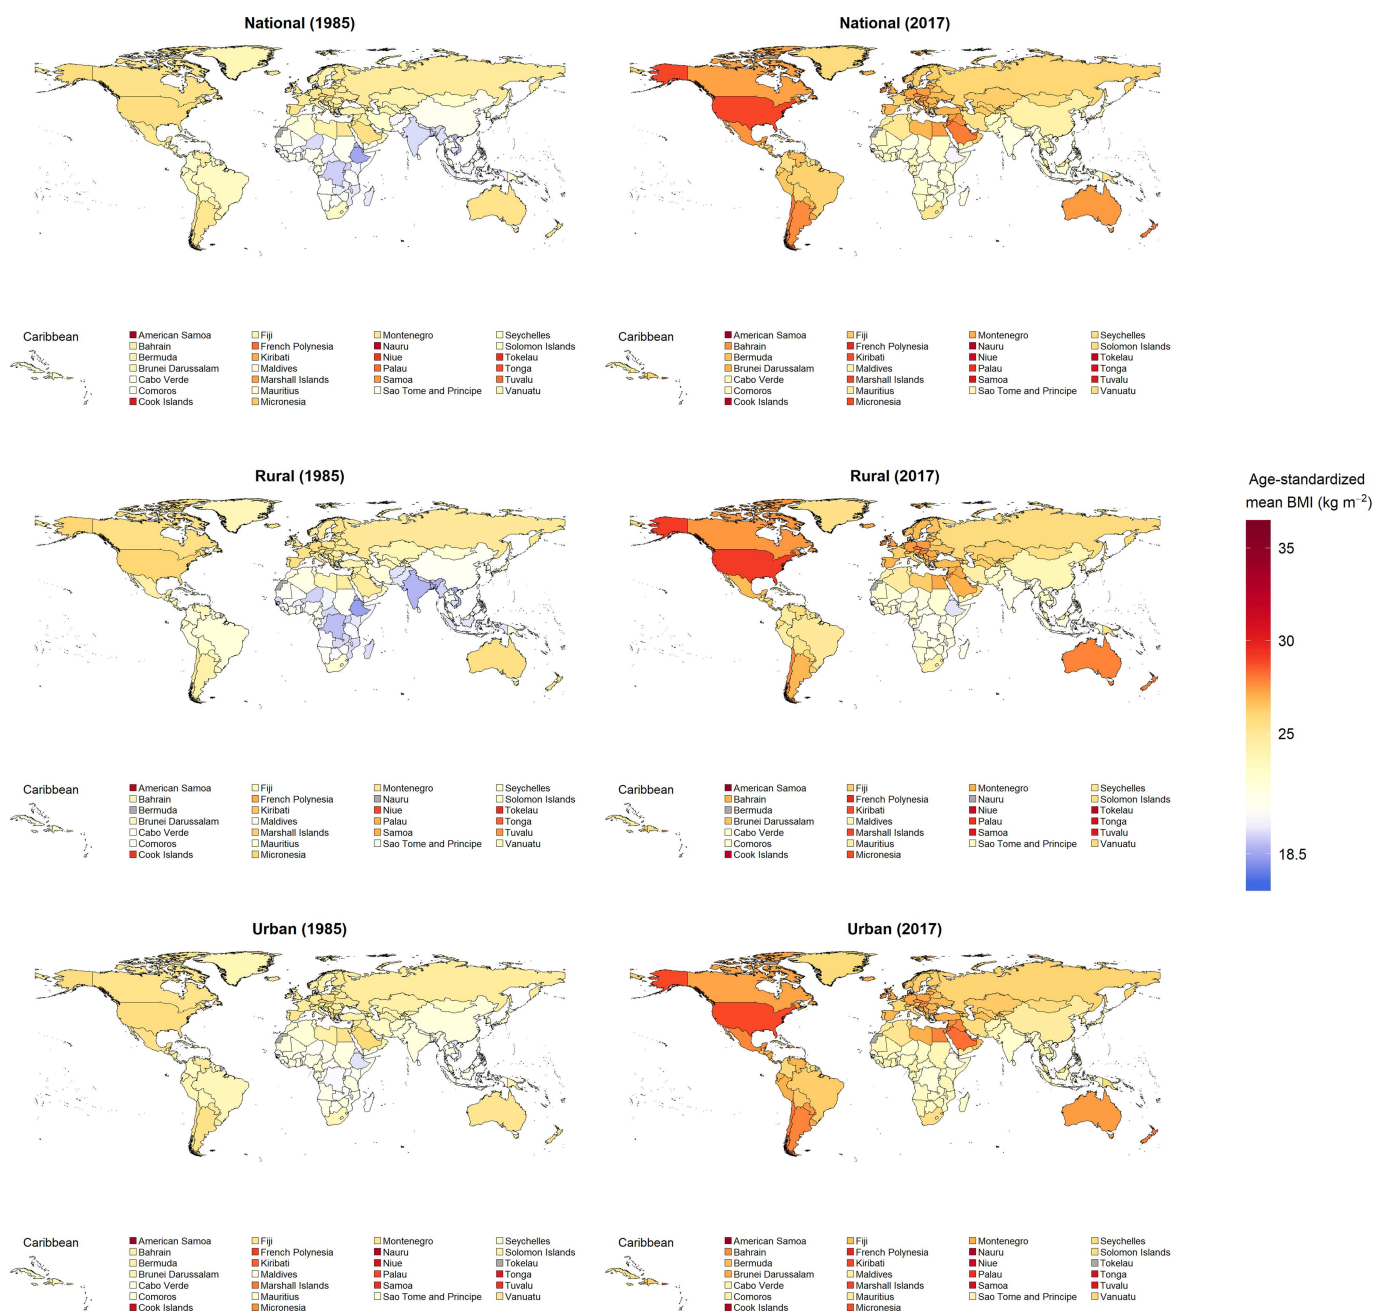 National (1985)
National (2017)
Caribbean
American Samoa
Bahrain
Bermuda
Brunei Darussalam
Cabo Verde
Comoros
Cook Islands
Fiji
French Polynesia
Kiribati
Maldives
Marshall Islands
Mauritius
Micronesia
Montenegro
Nauru
Niue
Palau
Samoa
Sao Tome and Principe
Seychelles
Solomon Islands
Tokelau
Tonga
Tuvalu
Vanuatu
Caribbean
American Samoa
Bahrain
Bermuda
Brunei Darussalam
Cabo Verde
Comoros
Cook Islands
Fiji
French Polynesia
Kiribati
Maldives
Marshall Islands
Mauritius
Micronesia
Montenegro
Nauru
Niue
Palau
Samoa
Sao Tome and Principe
Seychelles
Solomon Islands
Tokelau
Tonga
Tuvalu
Vanuatu
Rural (1985)
Rural (2017)
Caribbean
American Samoa
Bahrain
Bermuda
Brunei Darussalam
Cabo Verde
Comoros
Cook Islands
Fiji
French Polynesia
Kiribati
Maldives
Marshall Islands
Mauritius
Micronesia
Montenegro
Nauru
Niue
Palau
Samoa
Sao Tome and Principe
Seychelles
Solomon Islands
Tokelau
Tonga
Tuvalu
Vanuatu
Caribbean
American Samoa
Bahrain
Bermuda
Brunei Darussalam
Cabo Verde
Comoros
Cook Islands
Fiji
French Polynesia
Kiribati
Maldives
Marshall Islands
Mauritius
Micronesia
Montenegro
Nauru
Niue
Palau
Samoa
Sao Tome and Principe
Seychelles
Solomon Islands
Tokelau
Tonga
Tuvalu
Vanuatu
Age-standardized
mean BMI (kg m⁻²)
35
30
25
18.5
Urban (1985)
Urban (2017)
Caribbean
American Samoa
Bahrain
Bermuda
Brunei Darussalam
Cabo Verde
Comoros
Cook Islands
Fiji
French Polynesia
Kiribati
Maldives
Marshall Islands
Mauritius
Micronesia
Montenegro
Nauru
Niue
Palau
Samoa
Sao Tome and Principe
Seychelles
Solomon Islands
Tokelau
Tonga
Tuvalu
Vanuatu
Caribbean
American Samoa
Bahrain
Bermuda
Brunei Darussalam
Cabo Verde
Comoros
Cook Islands
Fiji
French Polynesia
Kiribati
Maldives
Marshall Islands
Mauritius
Micronesia
Montenegro
Nauru
Niue
Palau
Samoa
Sao Tome and Principe
Seychelles
Solomon Islands
Tokelau
Tonga
Tuvalu
Vanuatu